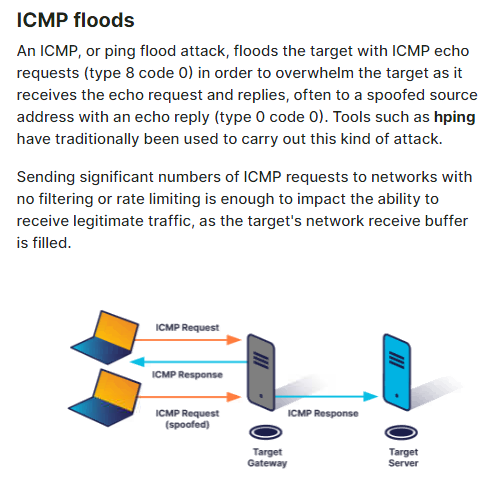 ICMP floods
An ICMP, or ping flood attack, floods the target with ICMP echo
requests (type 8 code 0) in order to overwhelm the target as it
receives the echo request and replies, often to a spoofed source
address with an echo reply (type 0 code 0). Tools such as hping
have traditionally been used to carry out this kind of attack.
Sending significant numbers of ICMP requests to networks with
no filtering or rate limiting is enough to impact the ability to
receive legitimate traffic, as the target's network receive buffer
is filled.
ICMP Request
ICMP Response
ICMP Request
(spoofed)
ICMP Response
Target
Gateway
Target
Server